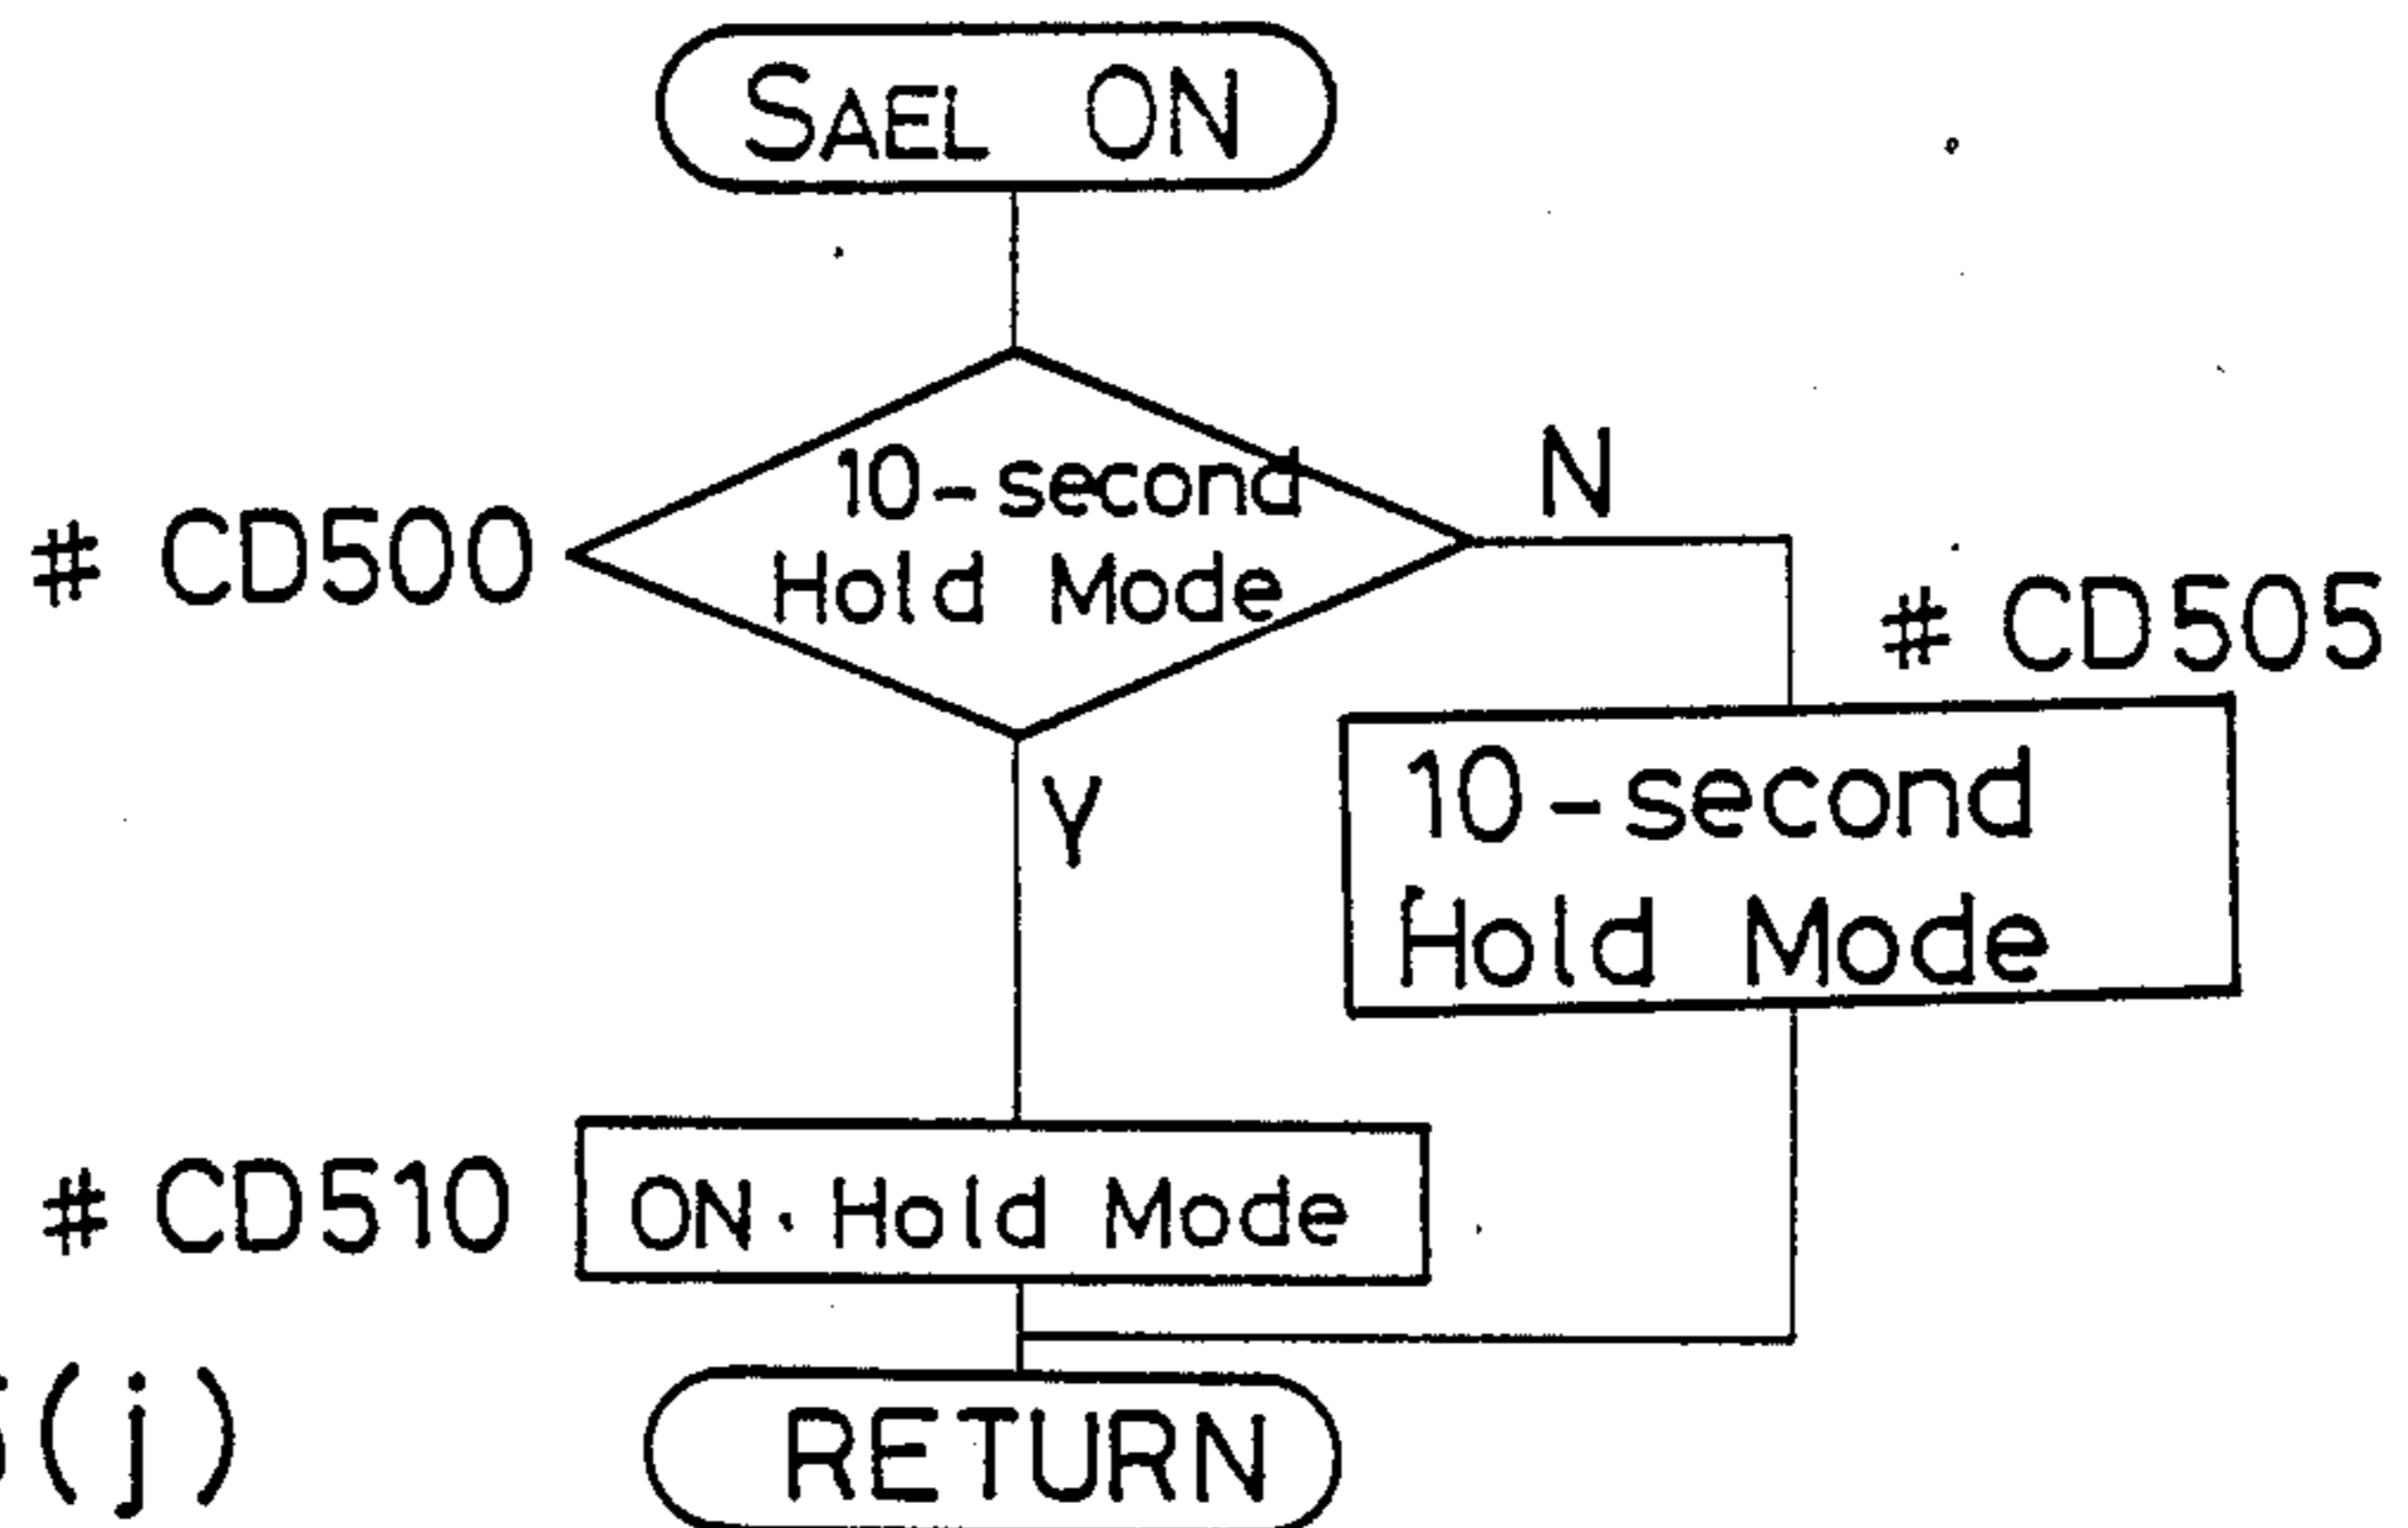 SAEL ON
10-second
Hold Mode
N
# CD500
# CD505
10-second
Hold Mode
Y
# CD510
ON·Hold Mode
(j)
RETURN